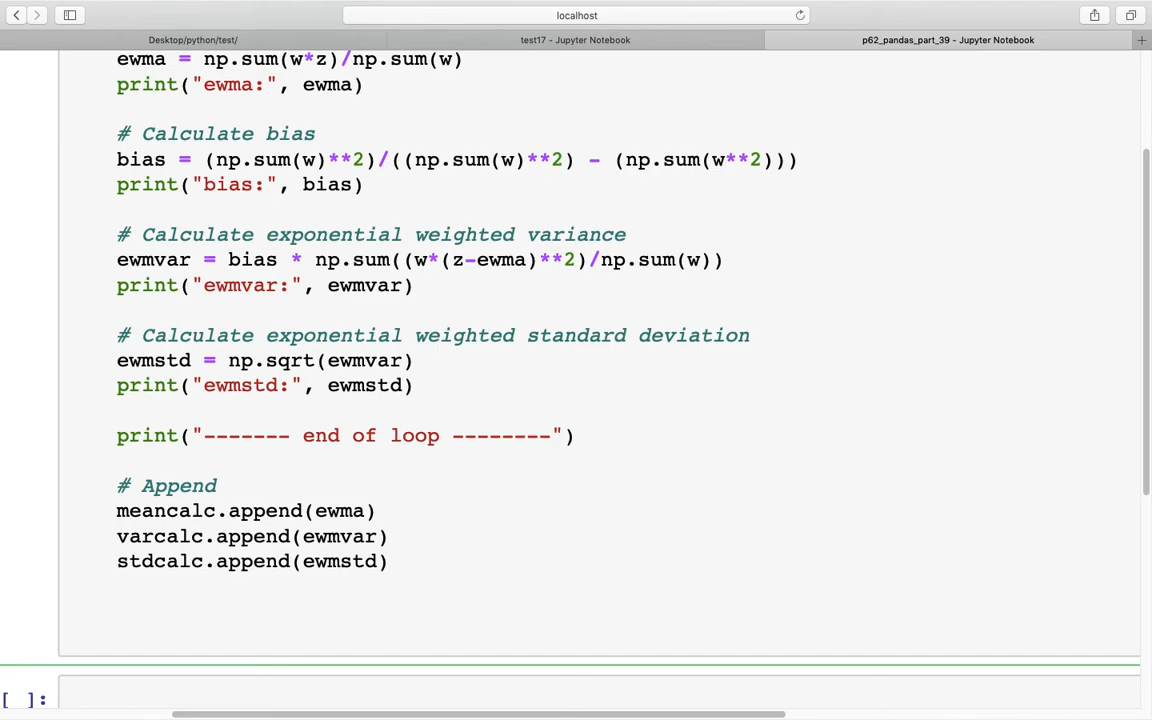 localhost
Desktop/python/test/
test17 - Jupyter Notebook
p62_pandas_part_39 - Jupyter Notebook
ewma = np.sum(w*z)/np.sum(w)
print("ewma:", ewma)
# Calculate bias
bias = (np.sum(w)**2)/((np.sum(w)**2) - (np.sum(w**2)))
print("bias:", bias)
# Calculate exponential weighted variance
ewmvar = bias * np.sum((w*(z-ewma)**2)/np.sum(w))
print("ewmvar:", ewmvar)
# Calculate exponential weighted standard deviation
ewmstd = np.sqrt(ewmvar)
print("ewmstd:", ewmstd)
print("------- end of loop --------")
# Append
meancalc.append(ewma)
varcalc.append(ewmvar)
stdcalc.append(ewmstd)
[ ]: